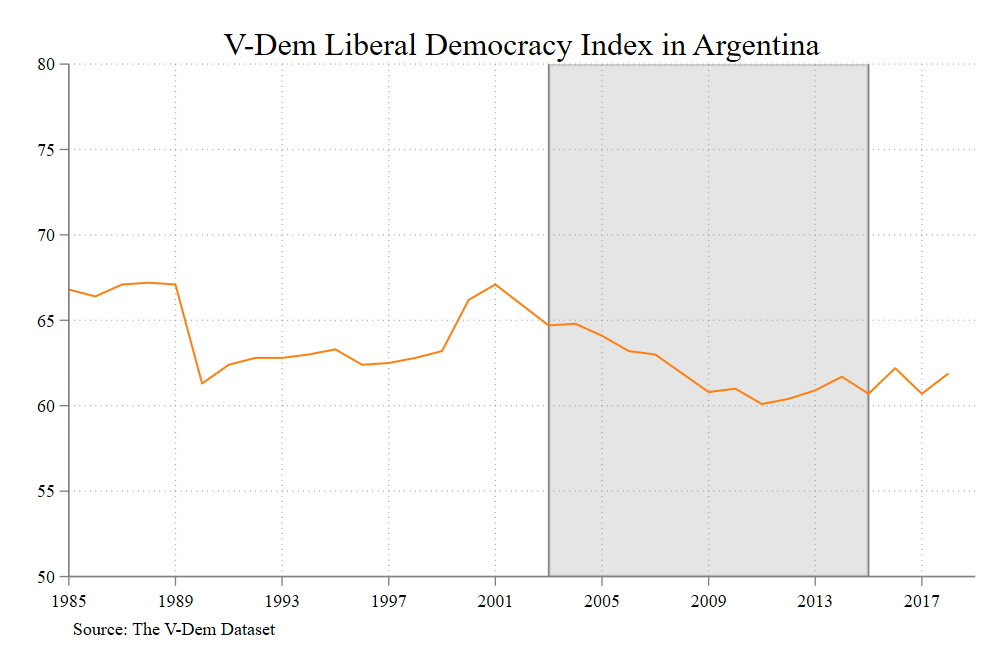 V-Dem Liberal Democracy Index in Argentina
80
75
70
65
60
55
50
1985 1989 1993 1997 2001 2005 2009 2013 2017
Source: The V-Dem Dataset